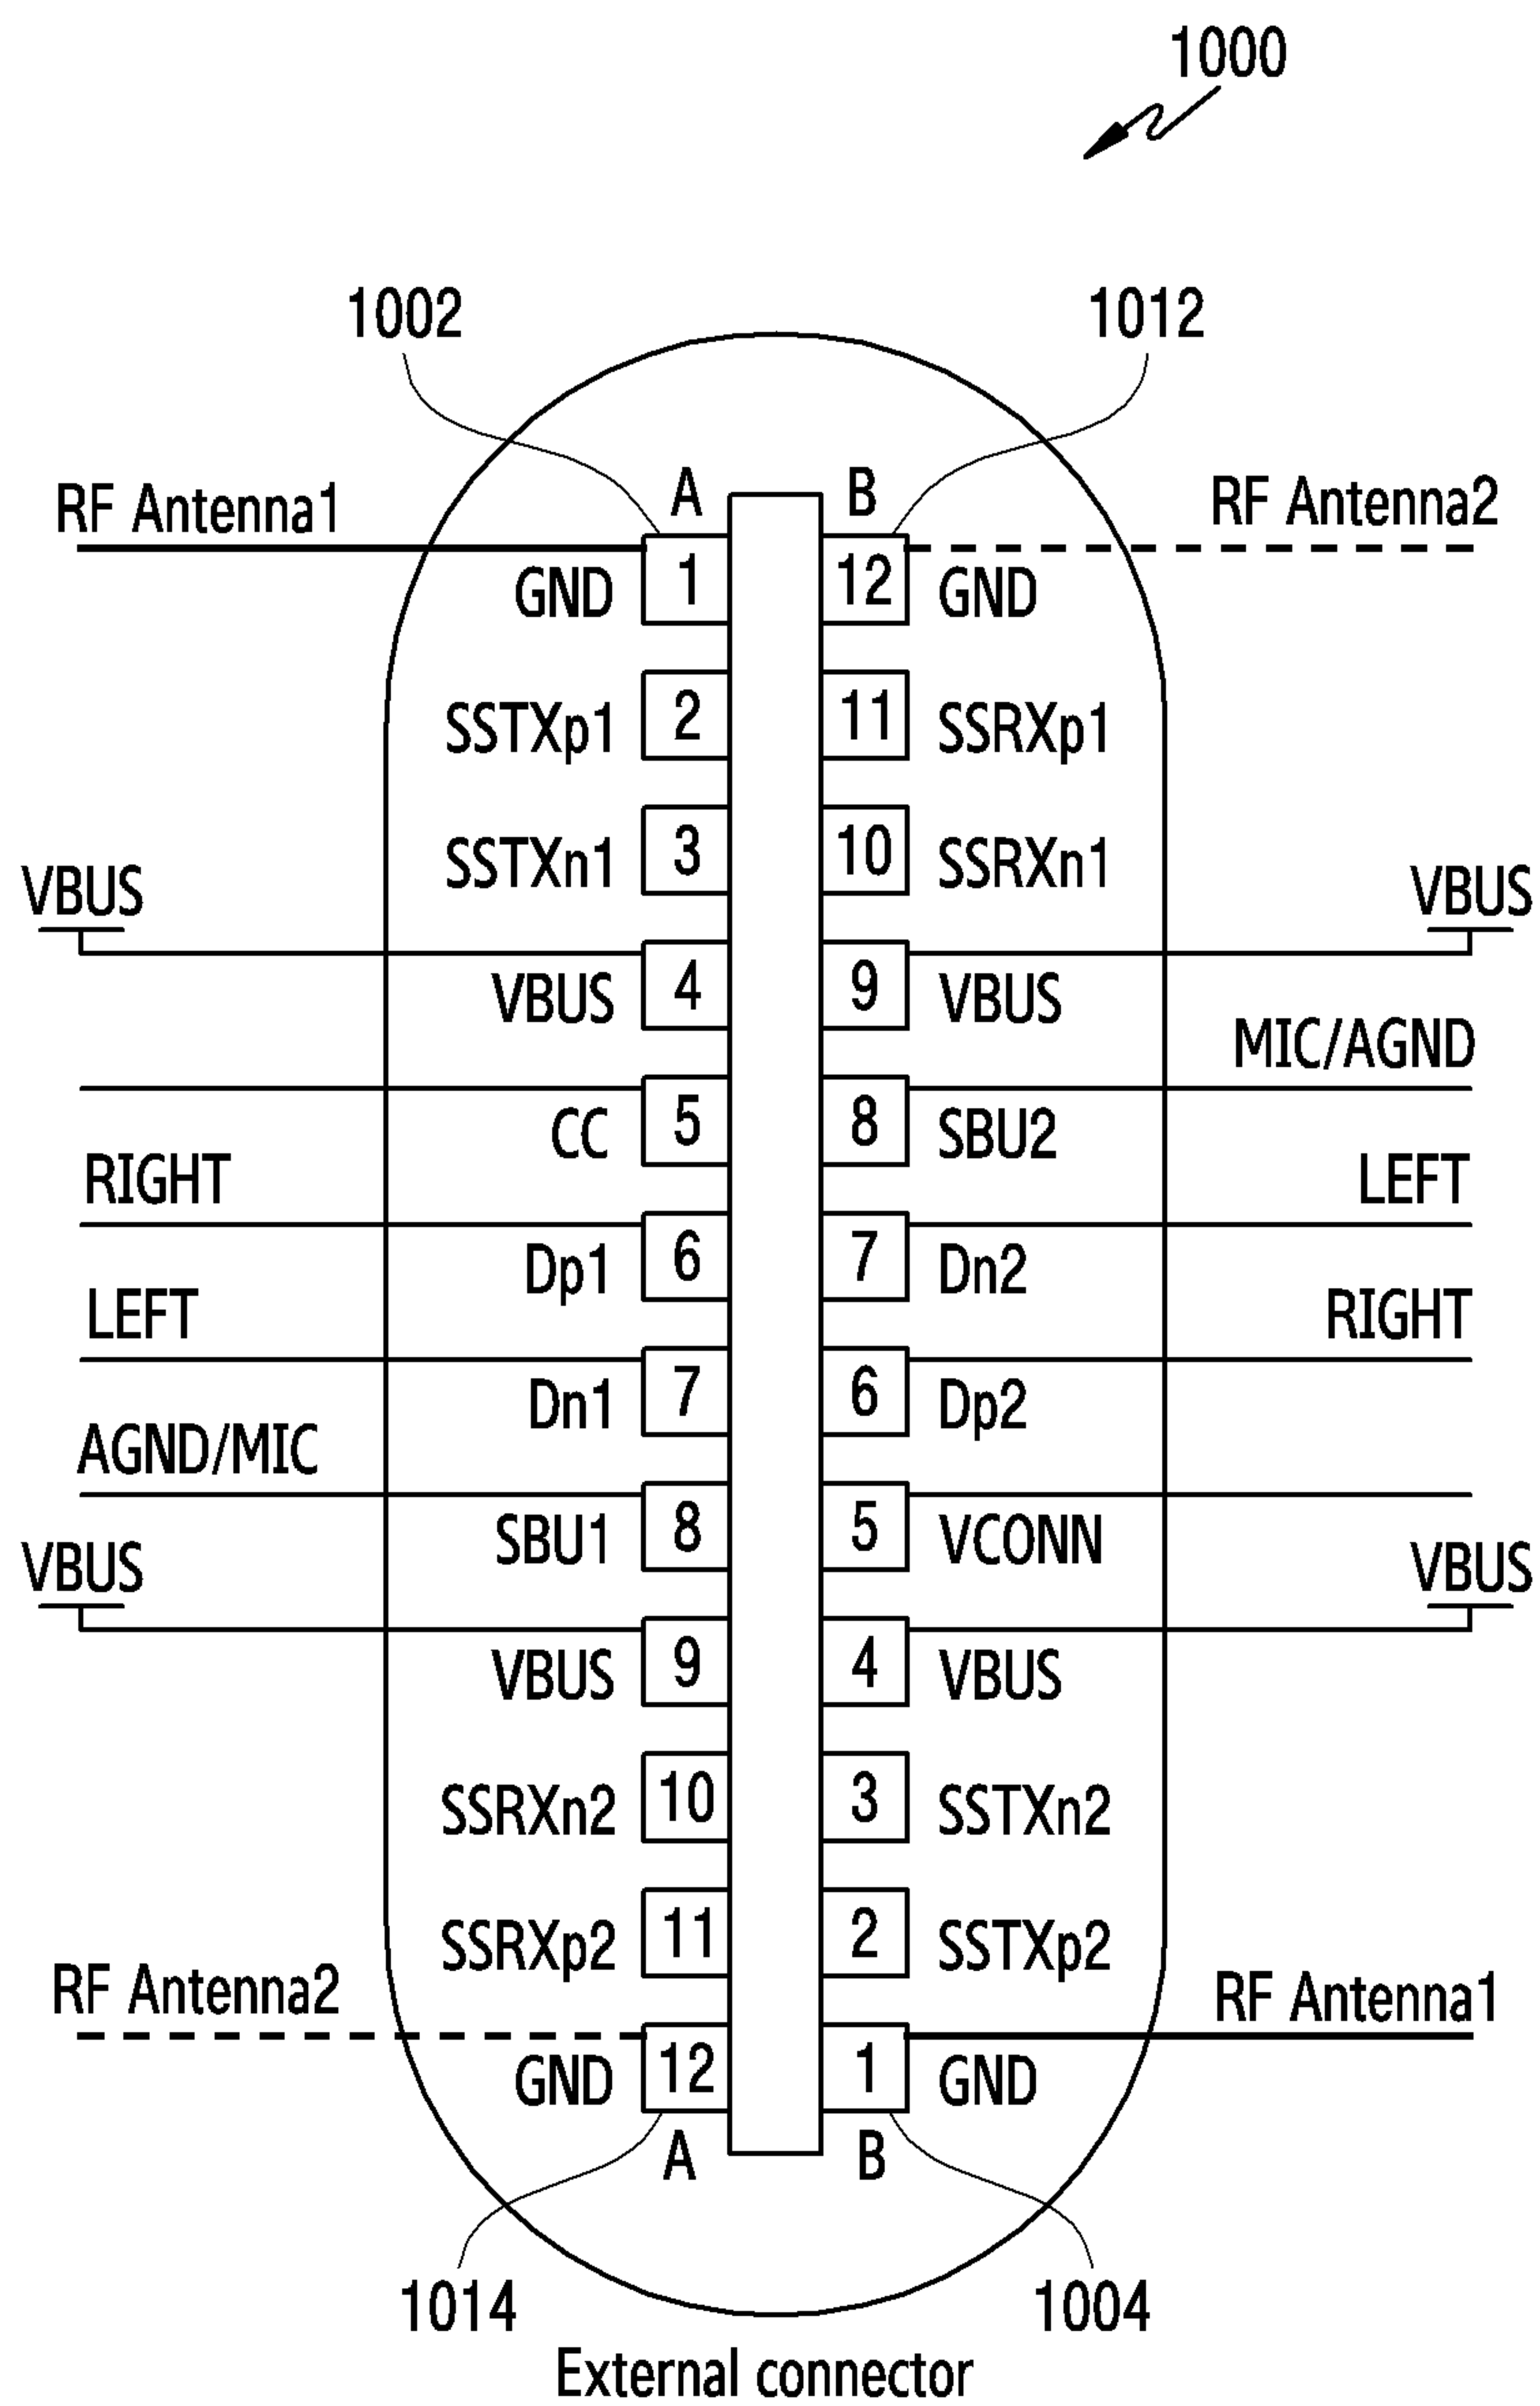 1000
1002 1012
A B
RF Antenna1 RF Antenna2
GND 1 12 GND
SSTXp1 2 11 SSRXp1
SSTXn1 3 10 SSRXn1
VBUS VBUS
VBUS 4 9 VBUS
MIC/AGND
CC 5 8 SBU2
RIGHT LEFT
Dp1 6 7 Dn2
LEFT RIGHT
Dn1 7 6 Dp2
AGND/MIC
SBU1 8 5 VCONN
VBUS VBUS
VBUS 9 4 VBUS
SSRXn2 10 3 SSTXn2
SSRXp2 11 2 SSTXp2
RF Antenna2 RF Antenna1
GND 12 1 GND
A B
1014 1004
External connector